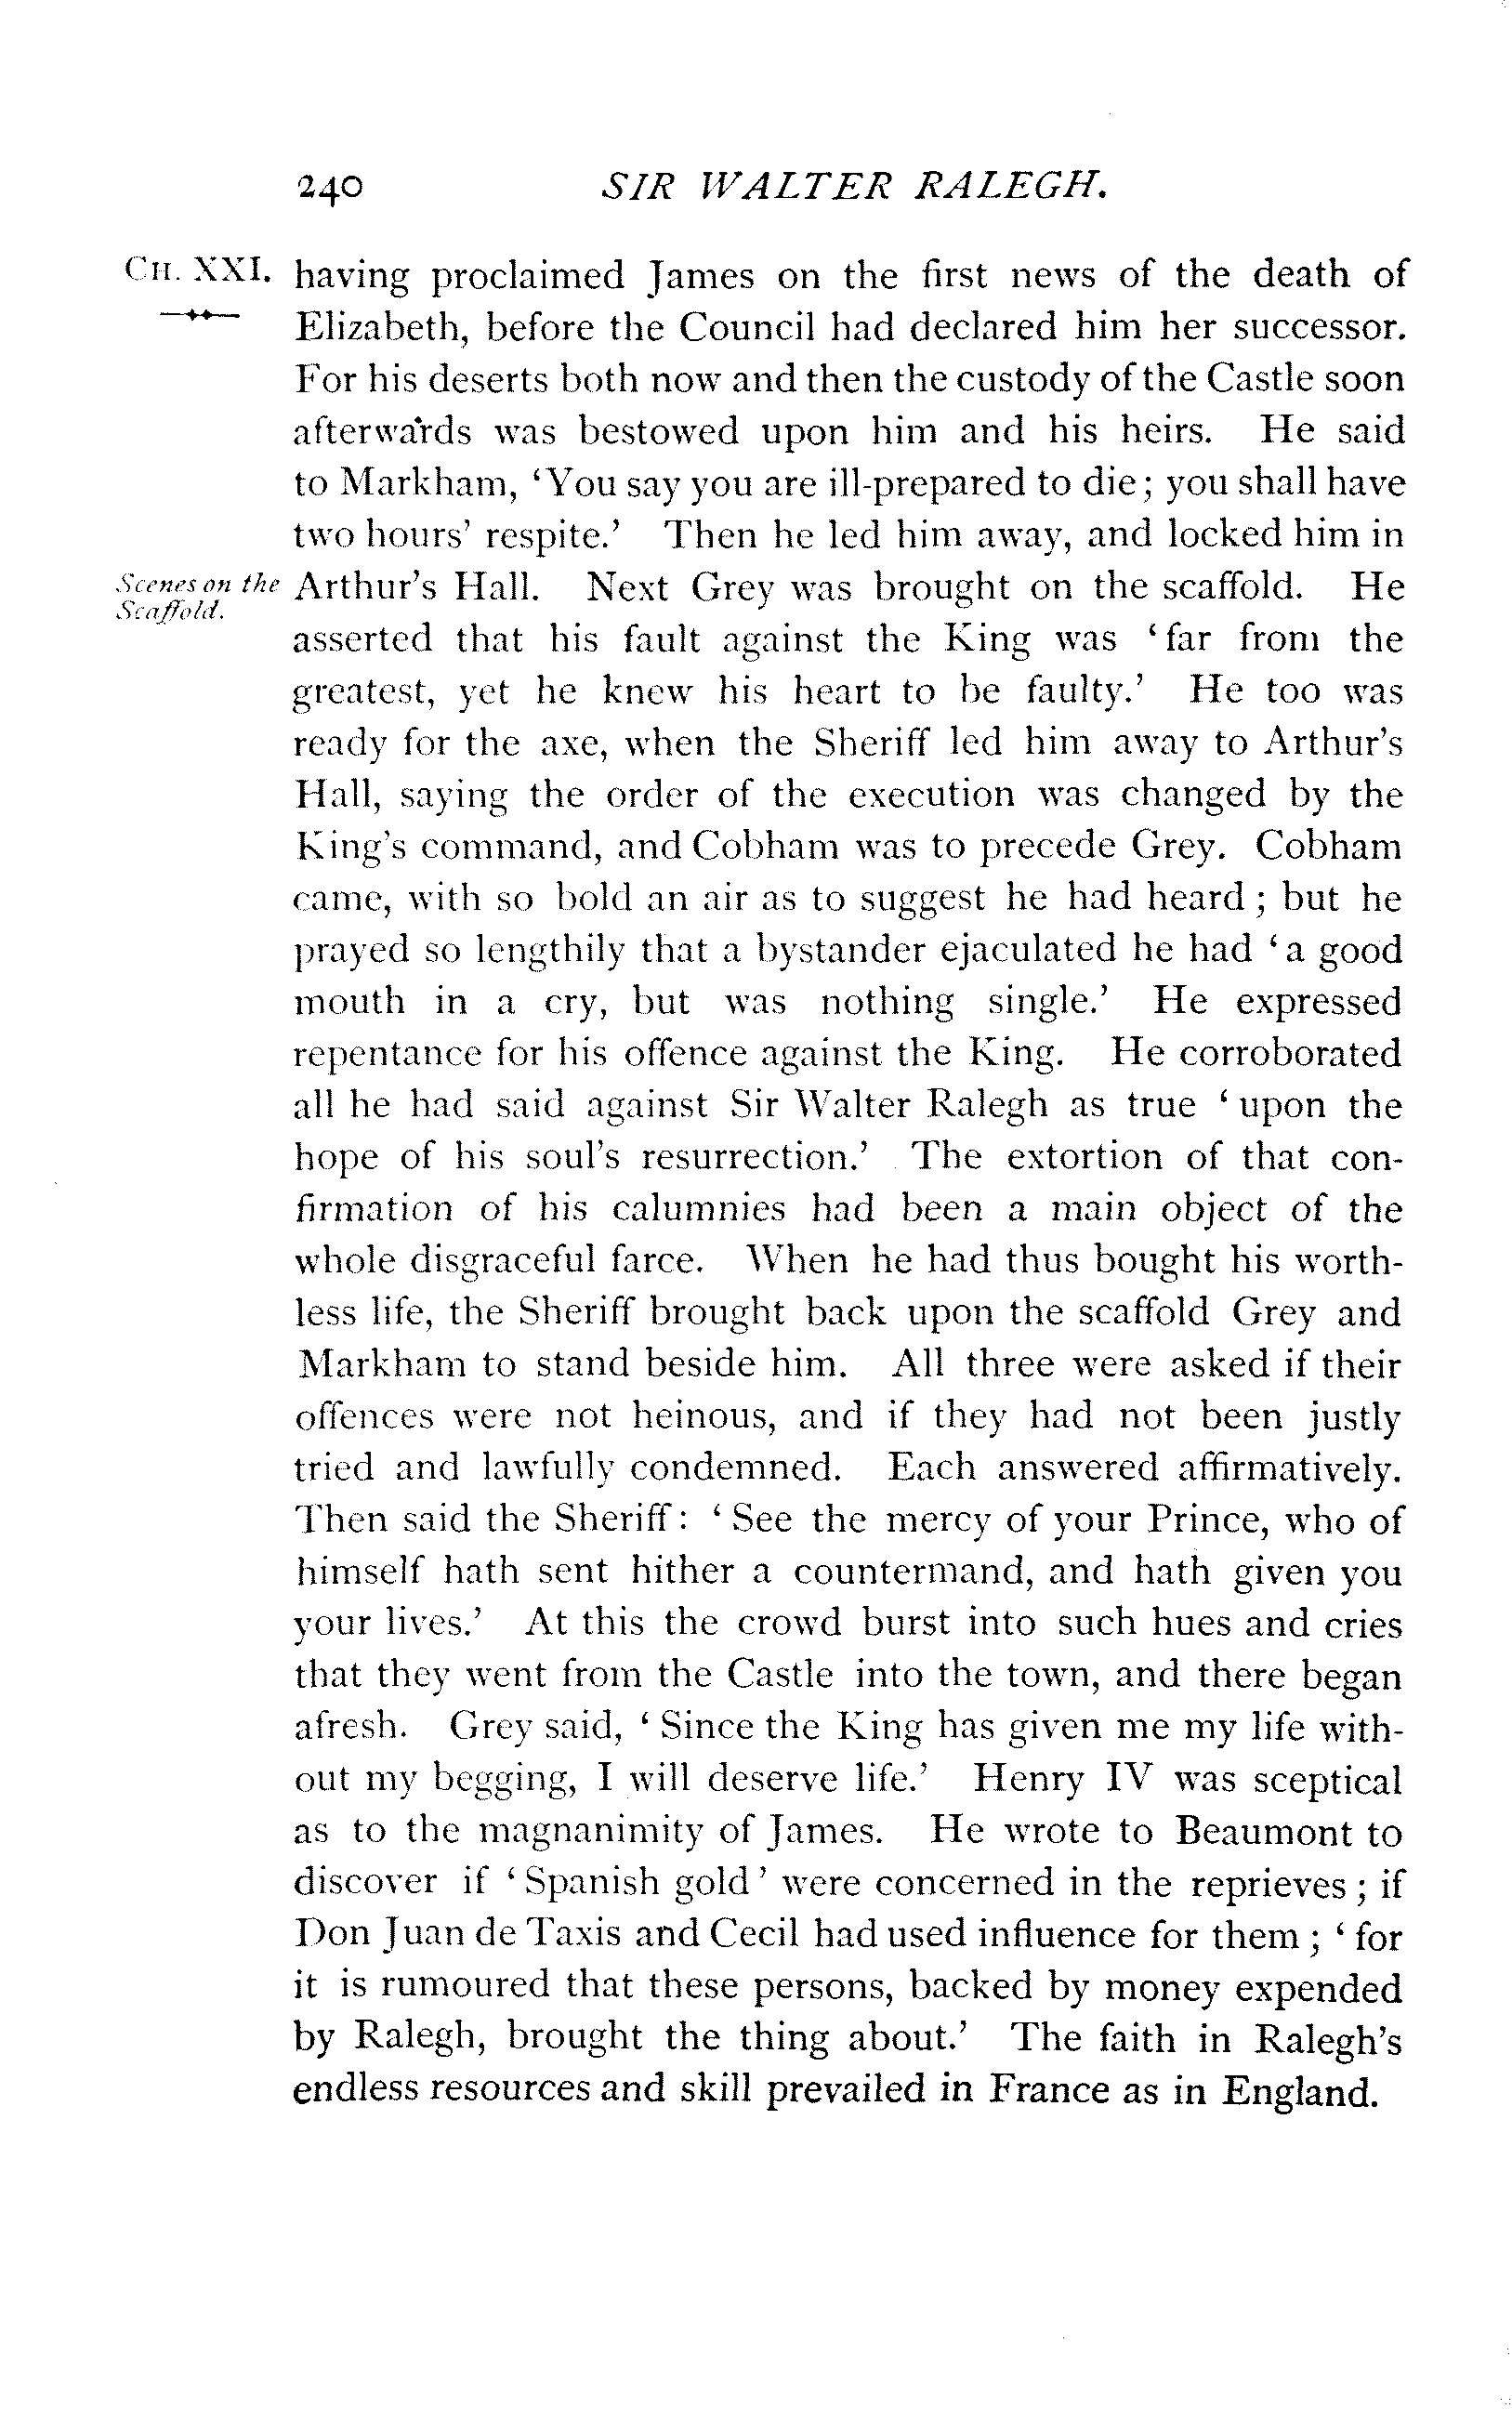 240 SIR WALTER RALEGH.
CH. XXI. having proclaimed James on the first news of the death of
Elizabeth, before the Council had declared him her successor.
For his deserts both now and then the custody of the Castle soon
afterwards was bestowed upon him and his heirs. He said
to Markham, ‘You say you are ill-prepared to die; you shall have
two hours’ respite.’ Then he led him away, and locked him in
Scenes on the Arthur’s Hall. Next Grey was brought on the scaffold. He
Scaffold.
asserted that his fault against the King was ‘far from the
greatest, yet he knew his heart to be faulty.’ He too was
ready for the axe, when the Sheriff led him away to Arthur’s
Hall, saying the order of the execution was changed by the
King’s command, and Cobham was to precede Grey. Cobham
came, with so bold an air as to suggest he had heard; but he
prayed so lengthily that a bystander ejaculated he had ‘a good
mouth in a cry, but was nothing single.’ He expressed
repentance for his offence against the King. He corroborated
all he had said against Sir Walter Ralegh as true ‘upon the
hope of his soul’s resurrection.’ The extortion of that con-
firmation of his calumnies had been a main object of the
whole disgraceful farce. When he had thus bought his worth-
less life, the Sheriff brought back upon the scaffold Grey and
Markham to stand beside him. All three were asked if their
offences were not heinous, and if they had not been justly
tried and lawfully condemned. Each answered affirmatively.
Then said the Sheriff: ‘See the mercy of your Prince, who of
himself hath sent hither a countermand, and hath given you
your lives.’ At this the crowd burst into such hues and cries
that they went from the Castle into the town, and there began
afresh. Grey said, ‘Since the King has given me my life with-
out my begging, I will deserve life.’ Henry IV was sceptical
as to the magnanimity of James. He wrote to Beaumont to
discover if ‘Spanish gold’ were concerned in the reprieves; if
Don Juan de Taxis and Cecil had used influence for them; ‘for
it is rumoured that these persons, backed by money expended
by Ralegh, brought the thing about.’ The faith in Ralegh’s
endless resources and skill prevailed in France as in England.